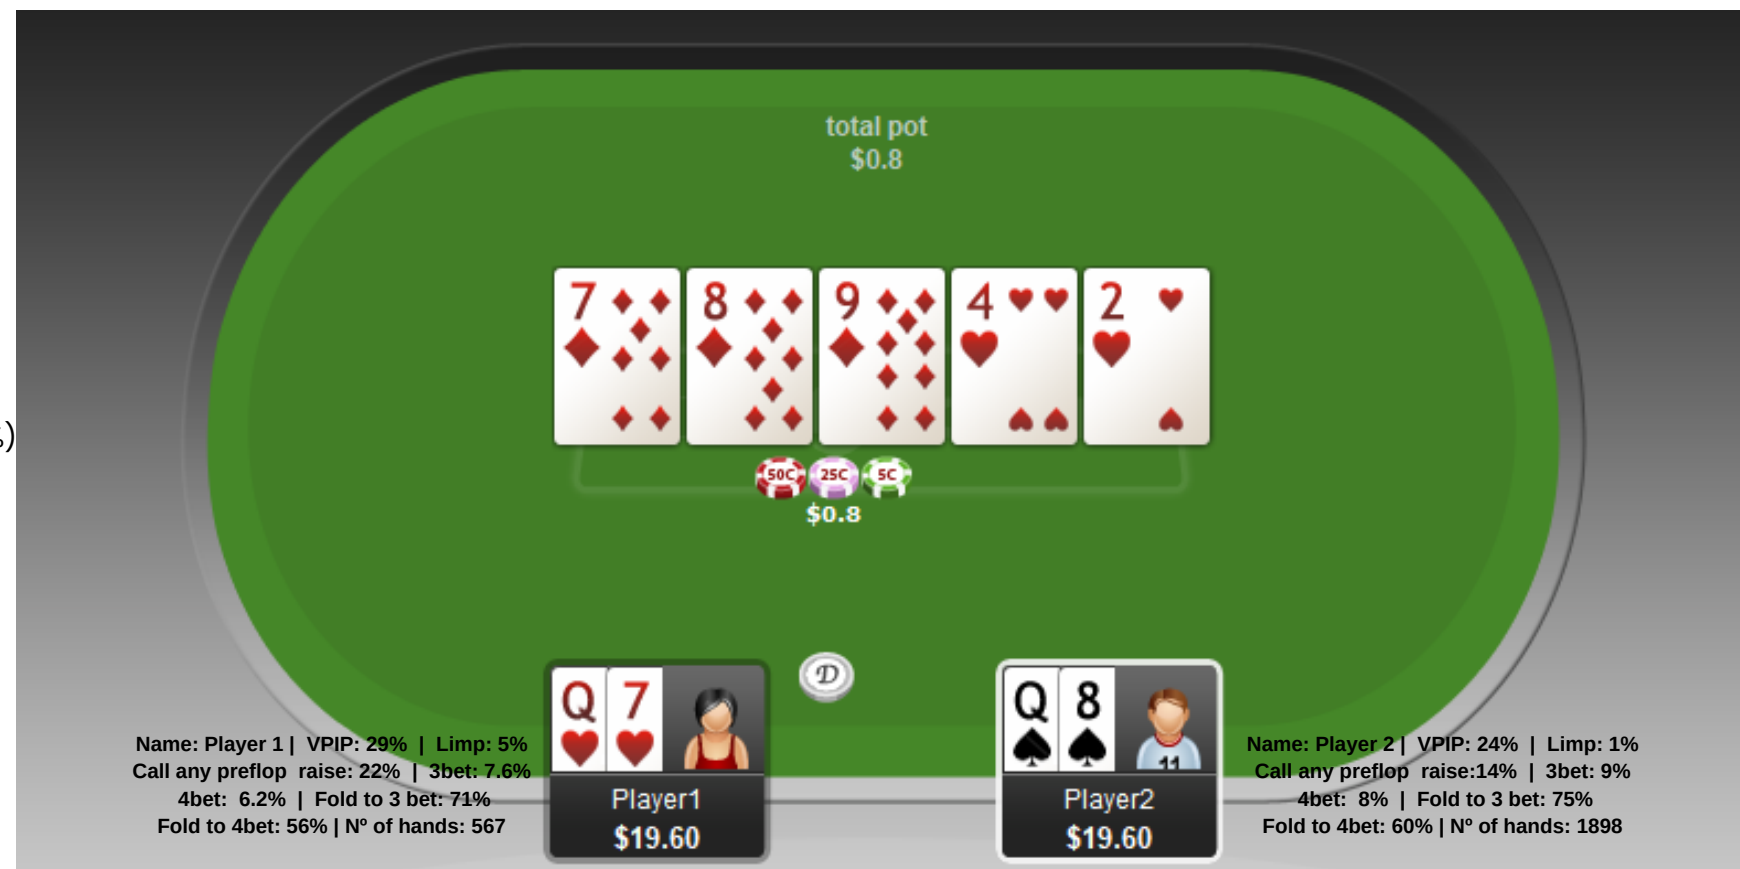 total pot
$0.8
7 8 9 4 2
%)
50C 25C 5C
$0.8
D
Q 7
Q 8
11
Name: Player 1 | VPIP: 29% | Limp: 5%
Call any preflop raise: 22% | 3bet: 7.6%
4bet: 6.2% | Fold to 3 bet: 71%
Fold to 4bet: 56% | Nº of hands: 567
Player1
$19.60
Player2
$19.60
Name: Player 2 | VPIP: 24% | Limp: 1%
Call any preflop raise:14% | 3bet: 9%
4bet: 8% | Fold to 3 bet: 75%
Fold to 4bet: 60% | Nº of hands: 1898